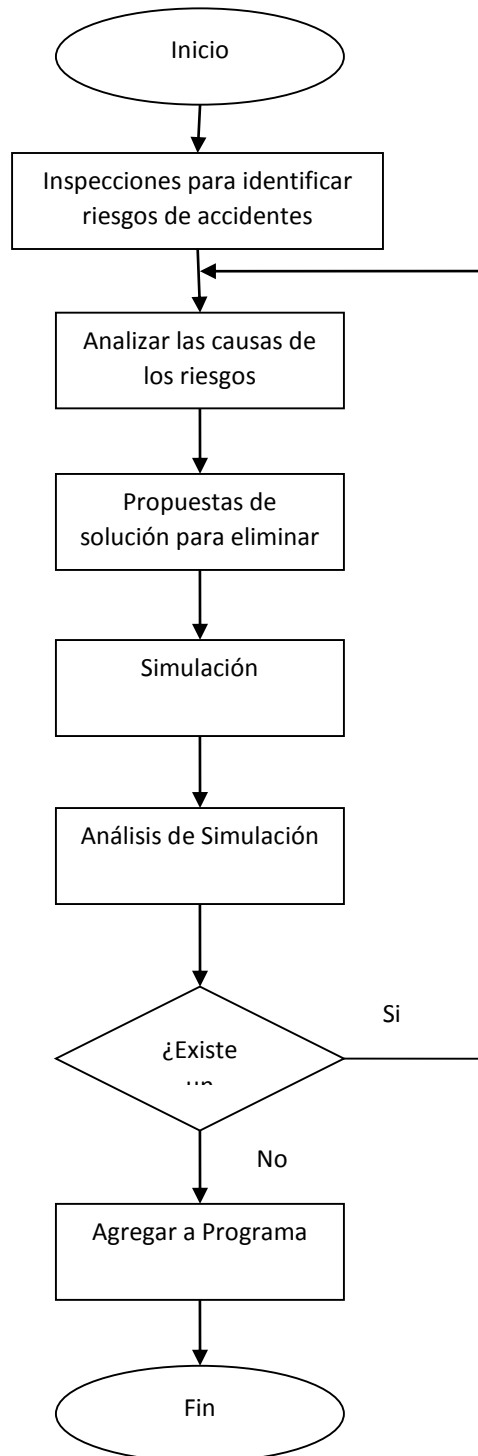 Inicio
Inspecciones para identificar
riesgos de accidentes
Analizar las causas de
los riesgos
Propuestas de
solución para eliminar
Simulación
Análisis de Simulación
Si
¿Existe
un
No
Agregar a Programa
Fin